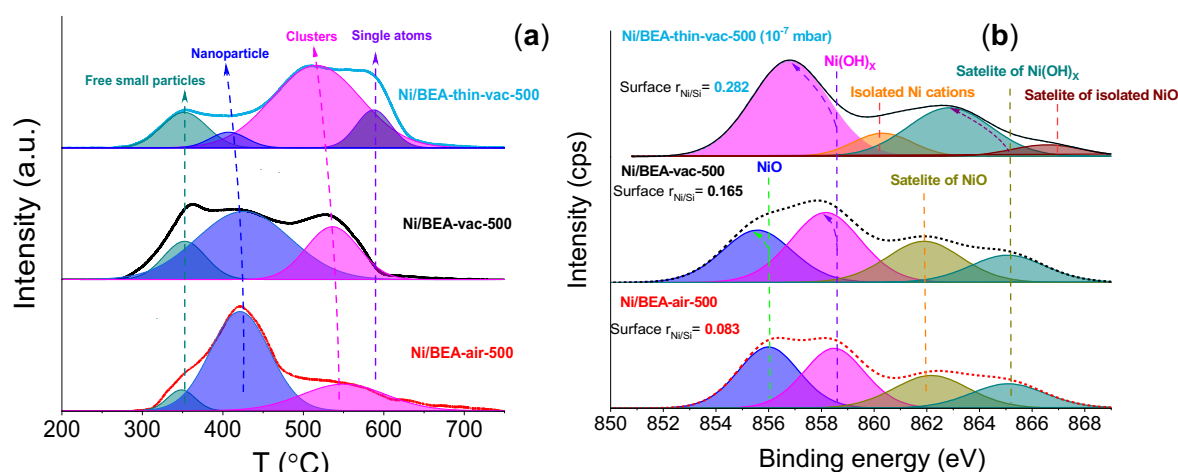 (a)
Clusters
Single atoms
Nanoparticle
Free small particles
Ni/BEA-thin-vac-500
Ni/BEA-vac-500
Ni/BEA-air-500
Intensity (a.u.)
200 300 400 500 600 700
T (°C)
(b)
Ni/BEA-thin-vac-500 (10⁻⁷ mbar)
Ni(OH)X
Satelite of Ni(OH)X
Surface rNi/Si= 0.282
Isolated Ni cations
Satelite of isolated NiO
Ni/BEA-vac-500
NiO
Satelite of NiO
Surface rNi/Si= 0.165
Ni/BEA-air-500
Surface rNi/Si= 0.083
Intensity (cps)
850 852 854 856 858 860 862 864 866 868
Binding energy (eV)